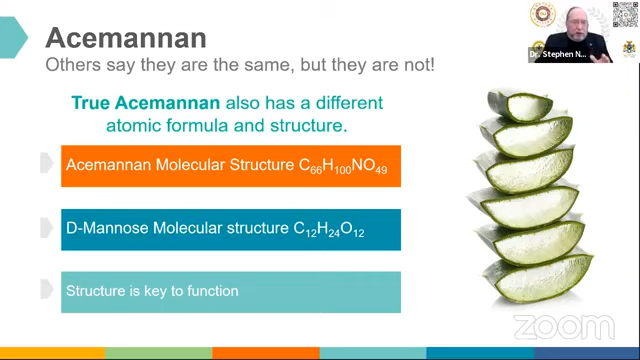 Acemannan
Others say they are the same, but they are not!
True Acemannan also has a different
atomic formula and structure.
Acemannan Molecular Structure C₆₆H₁₀₀NO₄₉
D-Mannose Molecular structure C₁₂H₂₄O₁₂
Structure is key to function
Dr. Stephen N...
zoom